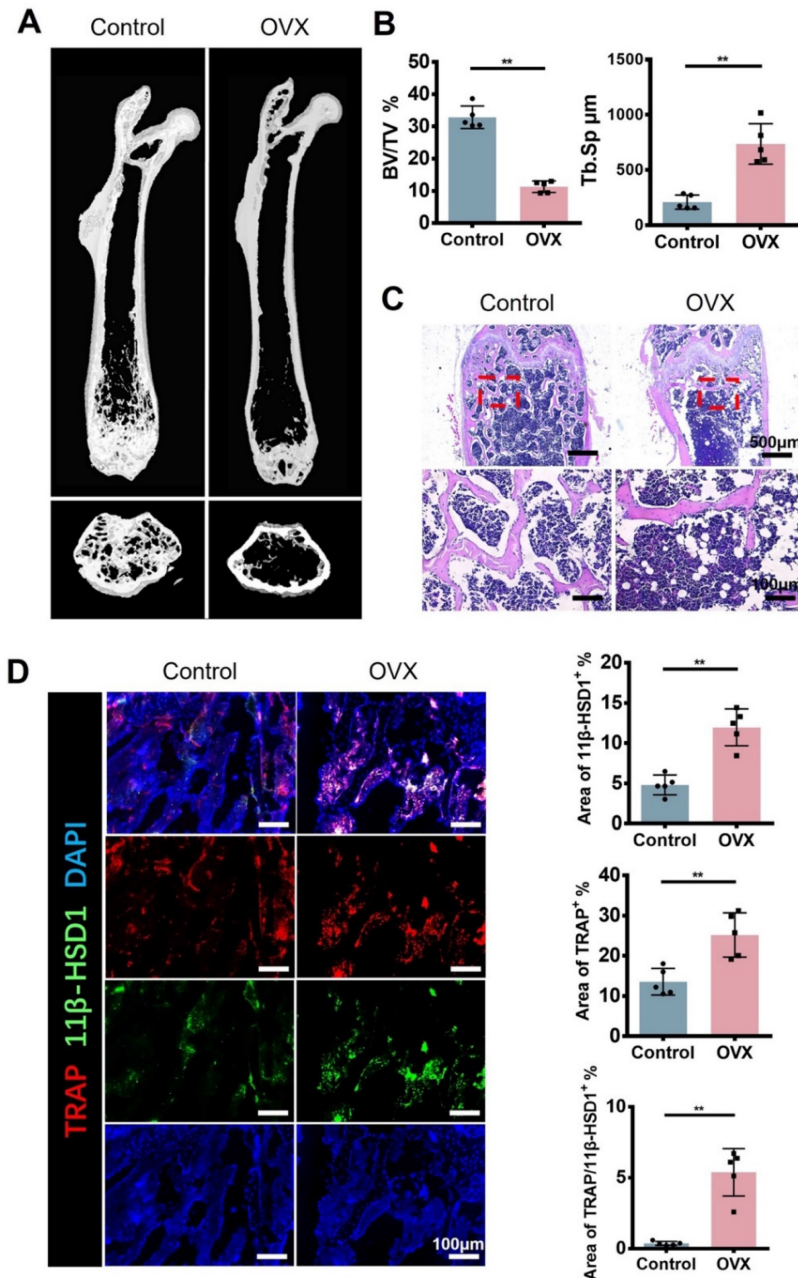 A
Control
OVX
B
BV/TV %
50
40
30
20
10
0
**
Control
OVX
Tb.Sp μm
1500
1000
500
0
**
Control
OVX
C
Control
OVX
500μm
100μm
D
Control
OVX
TRAP 11β-HSD1 DAPI
100μm
Area of 11β-HSD1⁺ %
20
15
10
5
0
**
Control
OVX
Area of TRAP⁺ %
40
30
20
10
0
**
Control
OVX
Area of TRAP/11β-HSD1⁺ %
10
5
0
**
Control
OVX